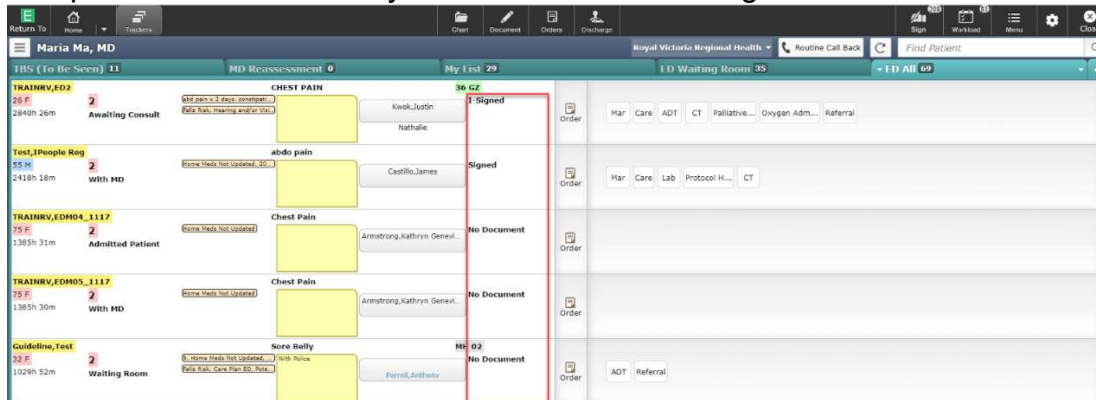 Return To Home Trackers Chart Document Orders Discharge Sign Workload Menu
Maria Ma, MD Royal Victoria Regional Health Routine Call Back Find Patient
TBS (To Be Seen) 11 MD Reassessment 0 My List 29 ED Waiting Room 35 ED All 69
TRAINRV,ED2 CHEST PAIN 36 GZ
26 F 2 abd pain x 2 days, constipati... Kwok,Justin I-Signed
2840h 26m Awaiting Consult Falls Risk, Hearing and/or Visi... Nathalie Order Mar Care ADT CT Palliative... Oxygen Adm... Referral
Test,IPeople Reg abdo pain
55 M 2 Home Meds Not Updated, 20... Castillo,James Signed
2418h 18m With MD Order Mar Care Lab Protocol H... CT
TRAINRV,EDM04_1117 Chest Pain
75 F 2 Home Meds Not Updated Armstrong,Kathryn Genevi... No Document
1385h 31m Admitted Patient Order
TRAINRV,EDM05_1117 Chest Pain
75 F 2 Home Meds Not Updated Armstrong,Kathryn Genevi... No Document
1385h 30m With MD Order
Guideline,Test Sore Belly MH 02
32 F 2 Home Meds Not Updated, ... With Police No Document
1029h 52m Waiting Room Falls Risk, Care Plan ED, Pote... Farrell,Anthony Order ADT Referral